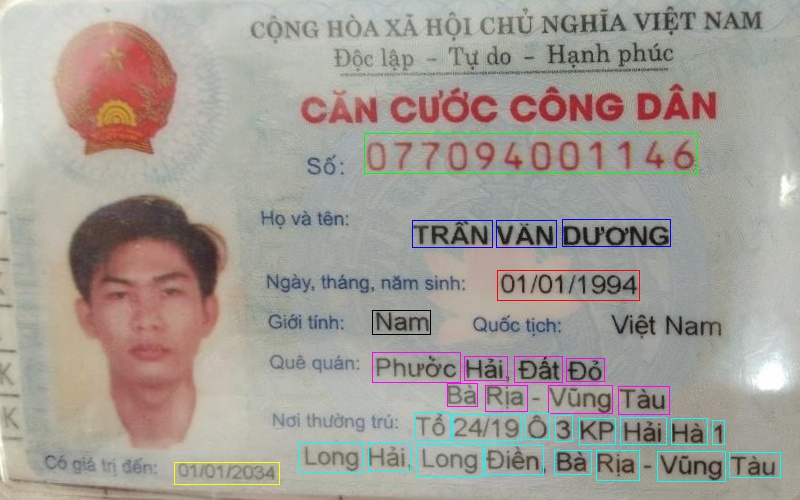 CỘNG HÒA XÃ HỘI CHỦ NGHĨA VIỆT NAM
Độc lập - Tự do - Hạnh phúc
CĂN CƯỚC CÔNG DÂN
Số: 077094001146
Họ và tên: TRẦN VĂN DƯƠNG
Ngày, tháng, năm sinh: 01/01/1994
Giới tính: Nam Quốc tịch: Việt Nam
Quê quán: Phước Hải, Đất Đỏ
Bà Rịa - Vũng Tàu
Nơi thường trú: Tổ 24/19 Ô 3 KP Hải Hà 1
Có giá trị đến: 01/01/2034 Long Hải, Long Điền, Bà Rịa - Vũng Tàu
K
K